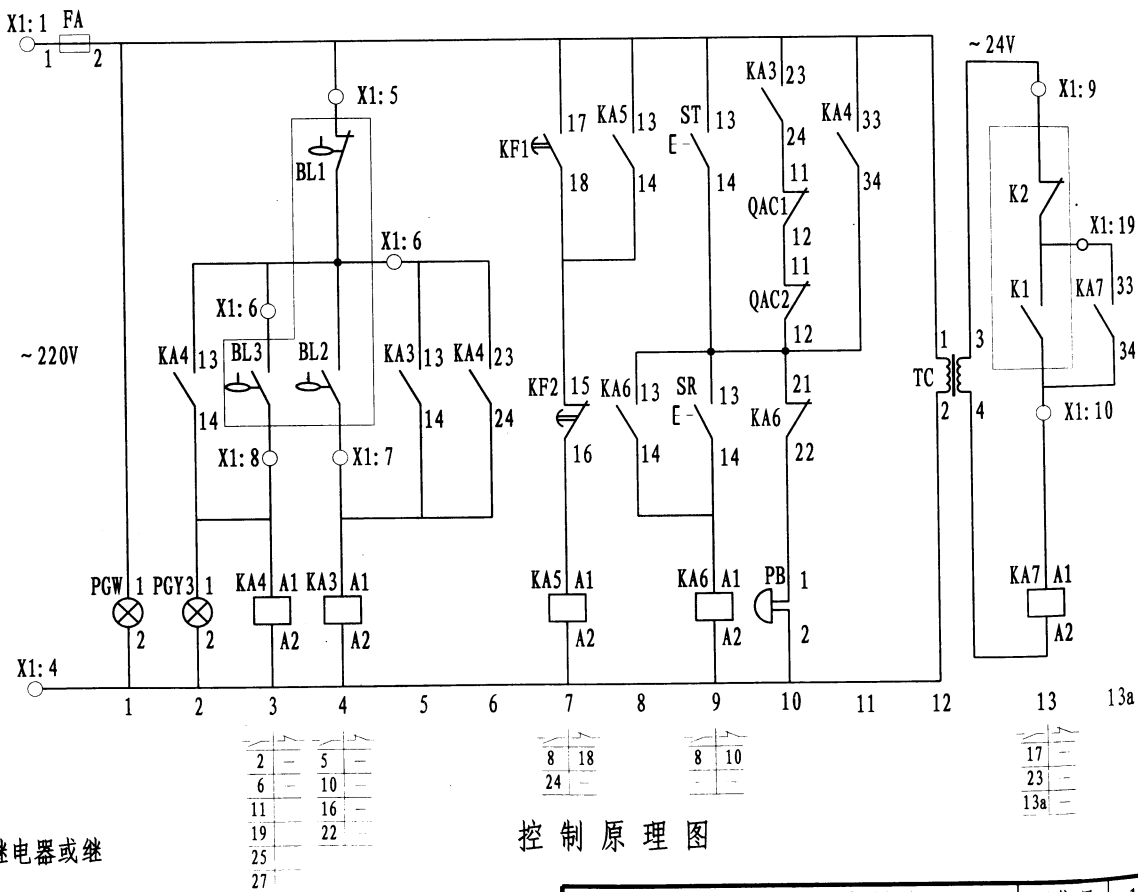 X1:1 FA
1 2
~24V
X1:5
X1:9
KA3 23
24
17
KF1
18
KA5 13
14
ST 13
E-
14
KA4 33
34
BL1
K2
11
QAC1
12
11
QAC2
12
X1:6
X1:6
X1:19
K1
KA7 33
34
~220V
KA4 13
14
BL3
BL2
KA3 13
14
KA4 23
24
KF2 15
16
KA6 13
14
SR 13
E-
14
21
KA6
22
1 3
TC
2 4
X1:10
X1:8
X1:7
PGW 1
2
PGY3 1
2
KA4 A1
A2
KA3 A1
A2
KA5 A1
A2
KA6 A1
A2
PB 1
2
KA7 A1
A2
X1:4
1 2 3 4 5 6 7 8 9 10 11 12 13 13a
2 -
6 -
11
19
25
27
5 -
10 -
16 -
22 -
8 18
24 -
8 10
- -
17 -
23 -
13a -
控制原理图
继电器或继